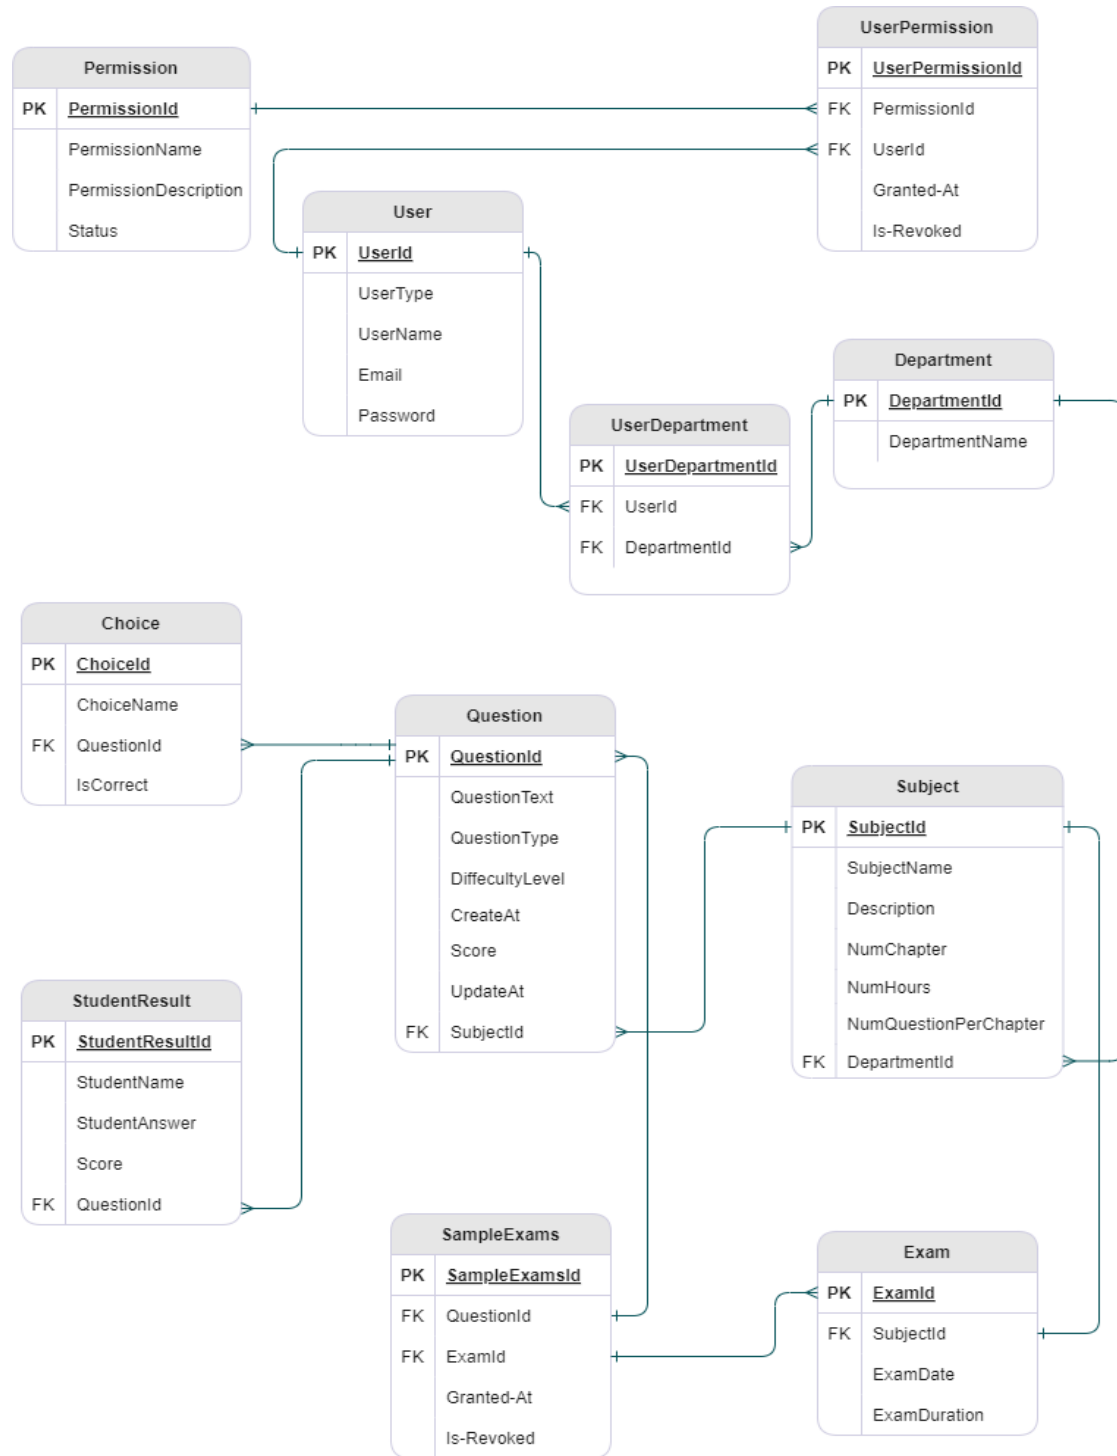 Permission
PK PermissionId
PermissionName
PermissionDescription
Status
UserPermission
PK UserPermissionId
FK PermissionId
FK UserId
Granted-At
Is-Revoked
User
PK UserId
UserType
UserName
Email
Password
Department
PK DepartmentId
DepartmentName
UserDepartment
PK UserDepartmentId
FK UserId
FK DepartmentId
Choice
PK ChoiceId
ChoiceName
FK QuestionId
IsCorrect
Question
PK QuestionId
QuestionText
QuestionType
DiffecultyLevel
CreateAt
Score
UpdateAt
FK SubjectId
Subject
PK SubjectId
SubjectName
Description
NumChapter
NumHours
NumQuestionPerChapter
FK DepartmentId
StudentResult
PK StudentResultId
StudentName
StudentAnswer
Score
FK QuestionId
SampleExams
PK SampleExamsId
FK QuestionId
FK ExamId
Granted-At
Is-Revoked
Exam
PK ExamId
FK SubjectId
ExamDate
ExamDuration